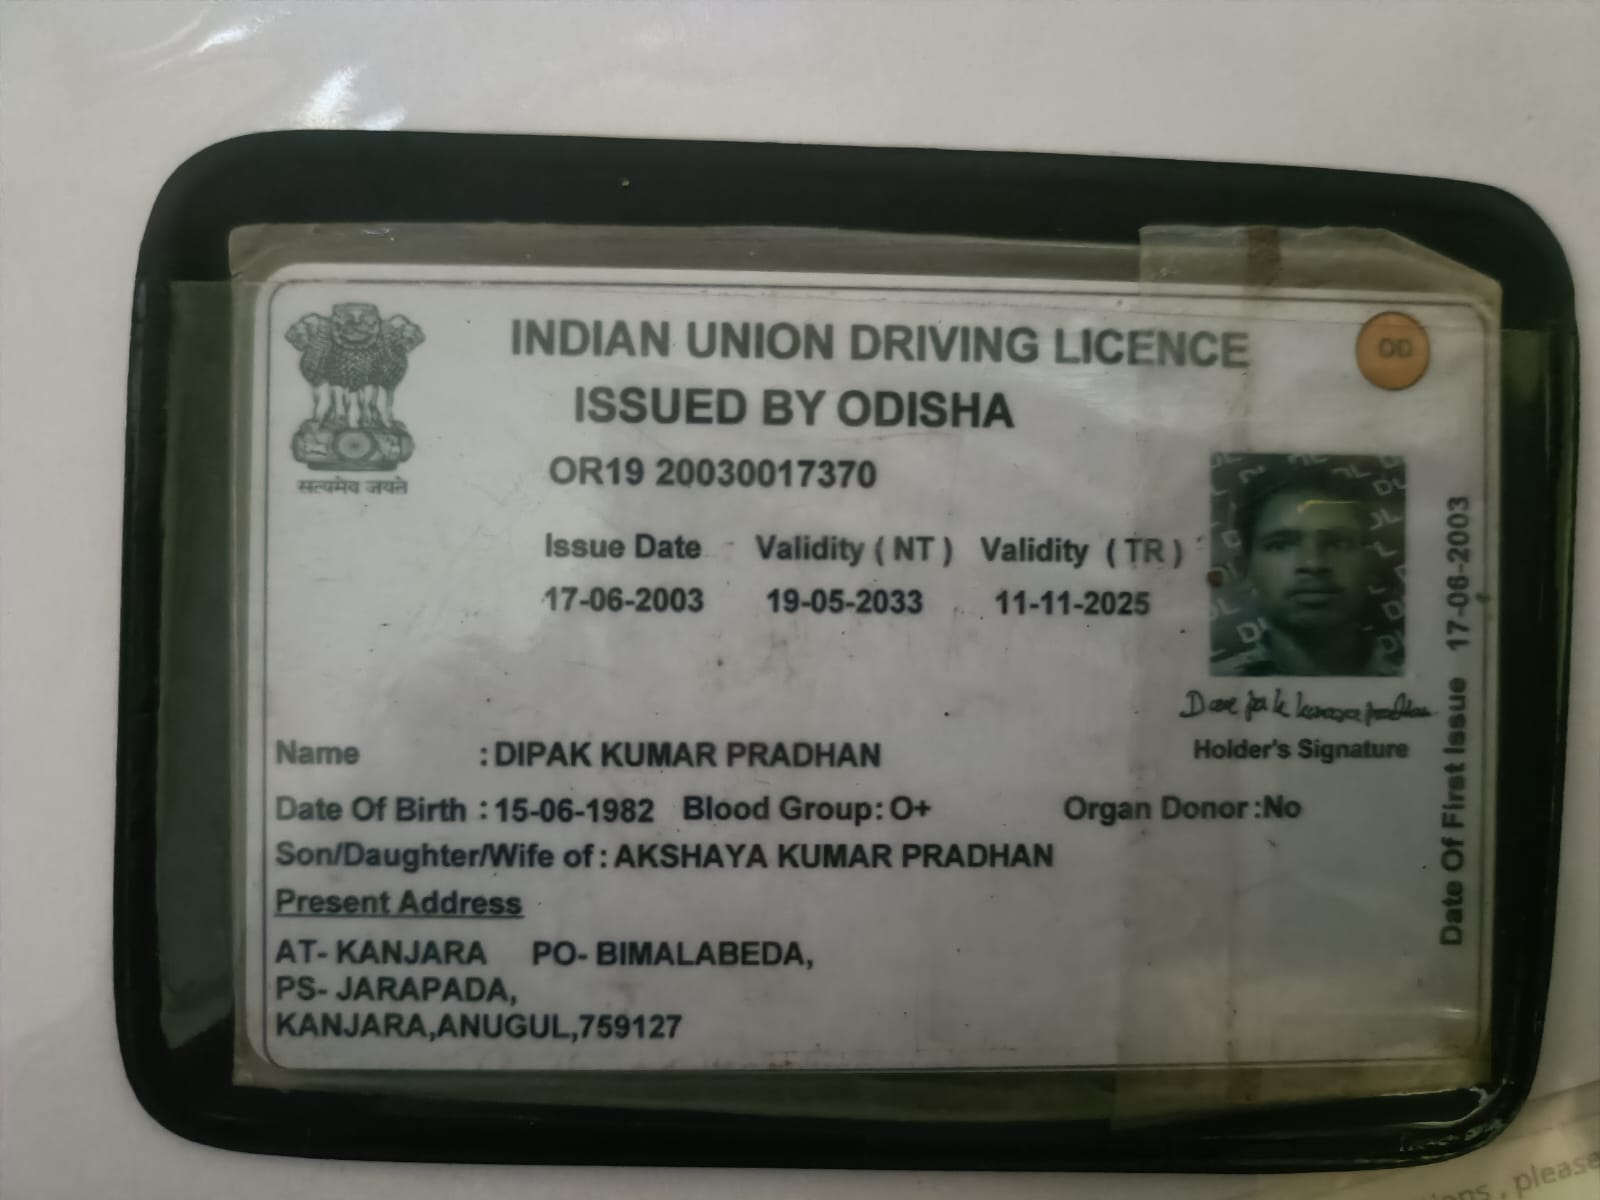 INDIAN UNION DRIVING LICENCE
OD
ISSUED BY ODISHA
OR19 20030017370
सत्यमेव जयते
Issue Date Validity ( NT ) Validity ( TR )
17-06-2003 19-05-2033 11-11-2025
Holder's Signature
Date Of First Issue 17-06-2003
Name : DIPAK KUMAR PRADHAN
Date Of Birth : 15-06-1982 Blood Group: O+ Organ Donor :No
Son/Daughter/Wife of : AKSHAYA KUMAR PRADHAN
Present Address
AT- KANJARA PO- BIMALABEDA,
PS- JARAPADA,
KANJARA,ANUGUL,759127
please